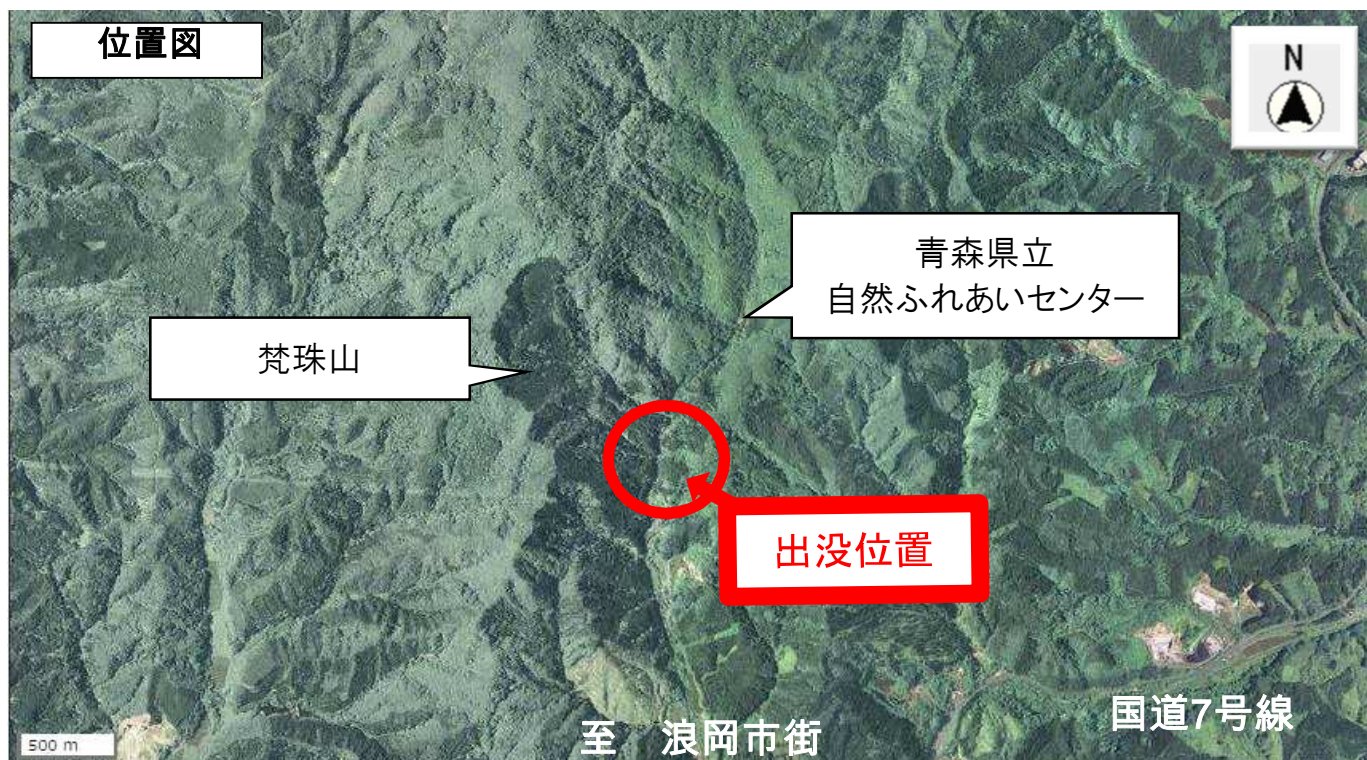 位置図
N
青森県立
自然ふれあいセンター
梵珠山
出没位置
国道7号線
至　浪岡市街
500 m